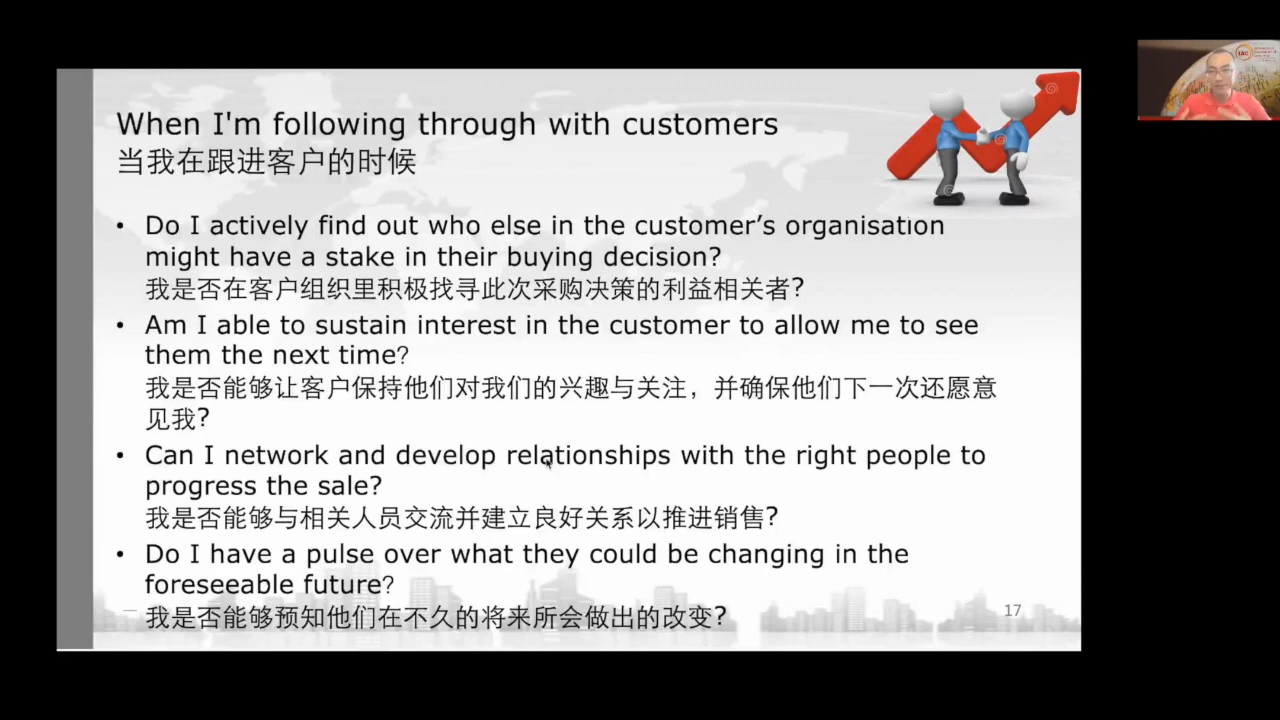 When I'm following through with customers
当我在跟进客户的时候
• Do I actively find out who else in the customer’s organisation
might have a stake in their buying decision?
我是否在客户组织里积极找寻此次采购决策的利益相关者?
• Am I able to sustain interest in the customer to allow me to see
them the next time?
我是否能够让客户保持他们对我们的兴趣与关注，并确保他们下一次还愿意
见我?
• Can I network and develop relationships with the right people to
progress the sale?
我是否能够与相关人员交流并建立良好关系以推进销售?
• Do I have a pulse over what they could be changing in the
foreseeable future?
我是否能够预知他们在不久的将来所会做出的改变?
17
IAC